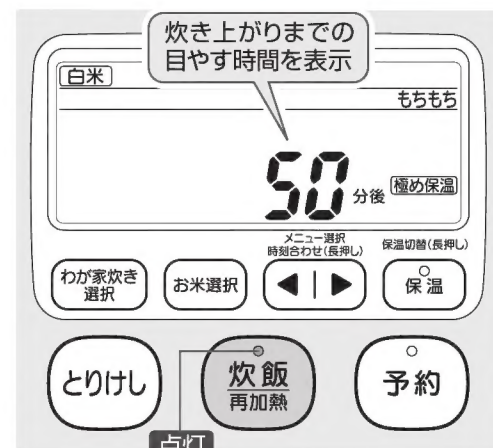 炊き上がりまでの
目やす時間を表示
白米
もちもち
50分後 極め保温
メニュー選択
時刻合わせ(長押し)
保温切替(長押し)
わが家炊き
選択
お米選択
保温
とりけし
炊飯
再加熱
予約
点灯